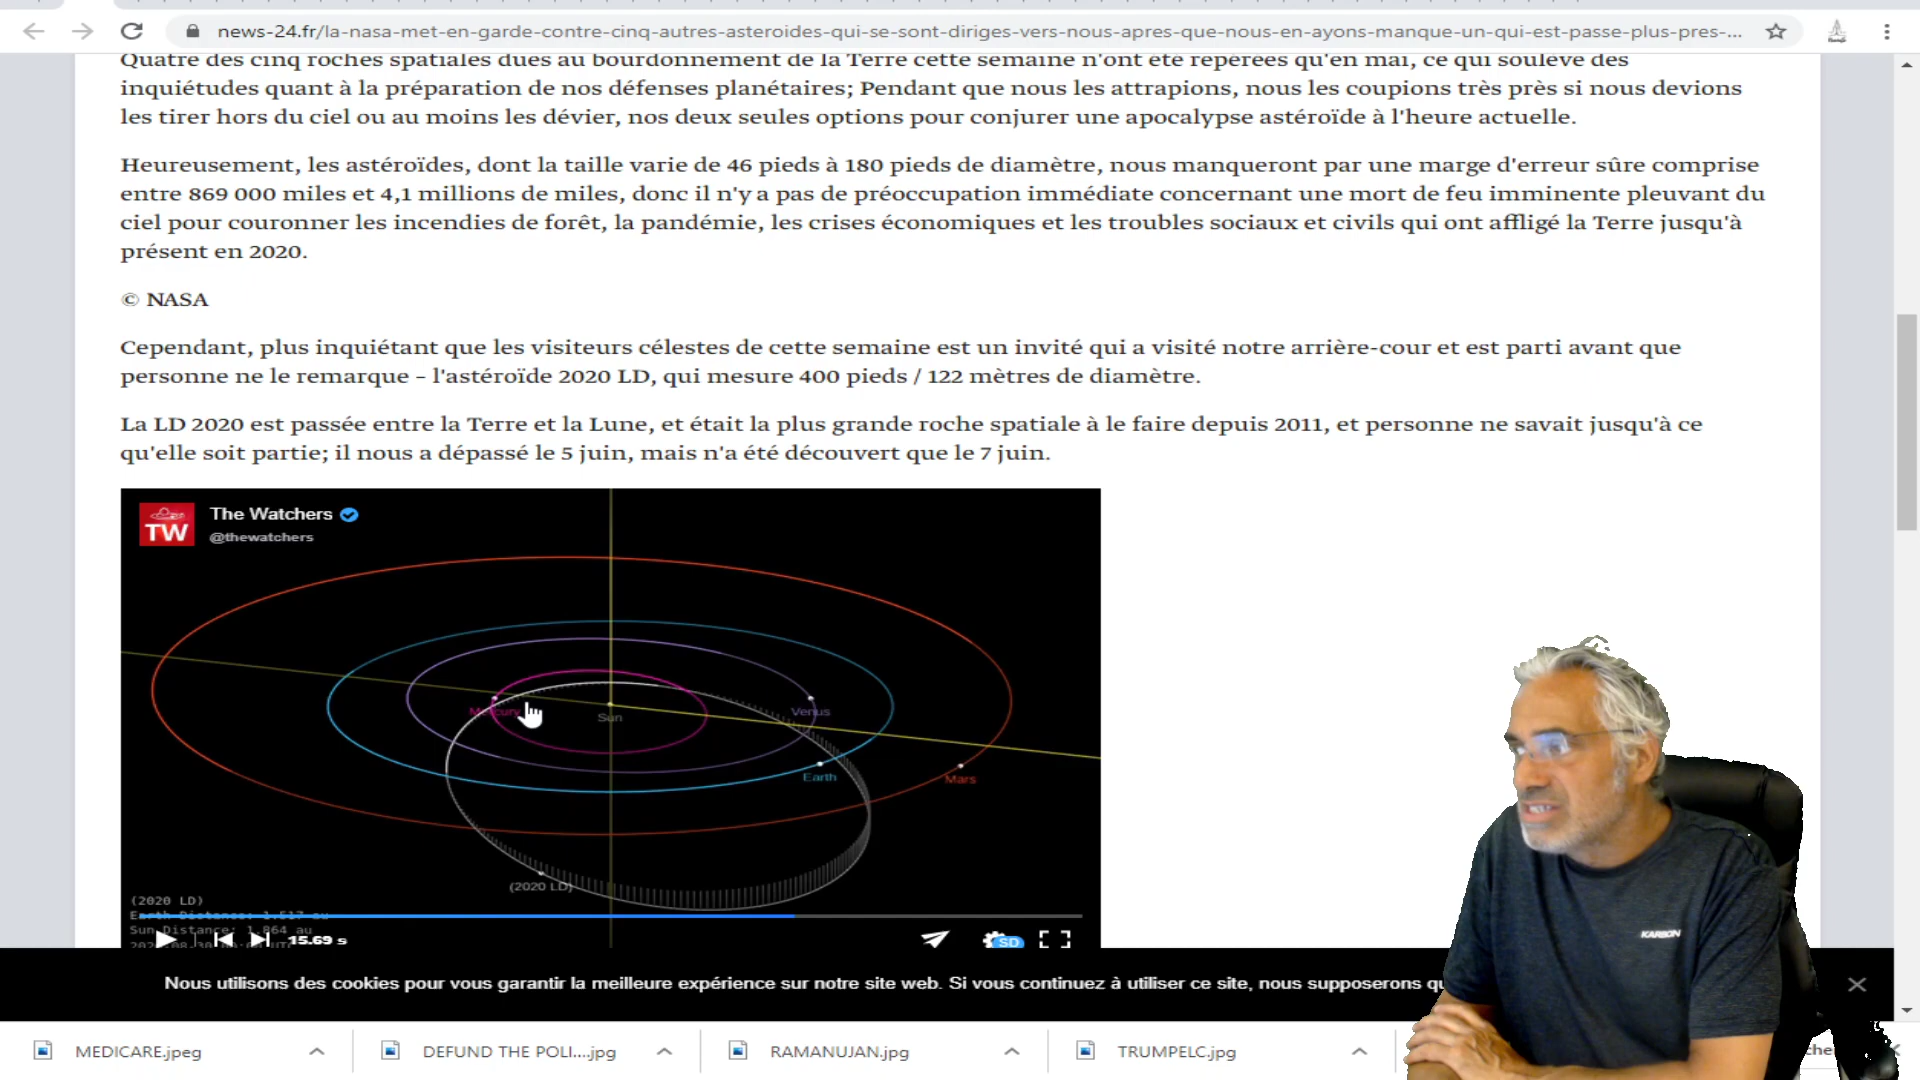 news-24.fr/la-nasa-met-en-garde-contre-cinq-autres-asteroides-qui-se-sont-diriges-vers-nous-apres-que-nous-en-ayons-manque-un-qui-est-passe-plus-pres-...
Quatre des cinq roches spatiales dues au bourdonnement de la Terre cette semaine n'ont été repérées qu'en mai, ce qui soulève des
inquiétudes quant à la préparation de nos défenses planétaires; Pendant que nous les attrapions, nous les coupions très près si nous devions
les tirer hors du ciel ou au moins les dévier, nos deux seules options pour conjurer une apocalypse astéroïde à l'heure actuelle.
Heureusement, les astéroïdes, dont la taille varie de 46 pieds à 180 pieds de diamètre, nous manqueront par une marge d'erreur sûre comprise
entre 869 000 miles et 4,1 millions de miles, donc il n'y a pas de préoccupation immédiate concernant une mort de feu imminente pleuvant du
ciel pour couronner les incendies de forêt, la pandémie, les crises économiques et les troubles sociaux et civils qui ont affligé la Terre jusqu'à
présent en 2020.
© NASA
Cependant, plus inquiétant que les visiteurs célestes de cette semaine est un invité qui a visité notre arrière-cour et est parti avant que
personne ne le remarque – l'astéroïde 2020 LD, qui mesure 400 pieds / 122 mètres de diamètre.
La LD 2020 est passée entre la Terre et la Lune, et était la plus grande roche spatiale à le faire depuis 2011, et personne ne savait jusqu'à ce
qu'elle soit partie; il nous a dépassé le 5 juin, mais n'a été découvert que le 7 juin.
TW
The Watchers
@thewatchers
Mercury
Sun
Venus
Earth
Mars
(2020 LD)
(2020 LD)
Earth Distance: 1.517 au
Sun Distance: 1.864 au
15.69 s
SD
KARBON
Nous utilisons des cookies pour vous garantir la meilleure expérience sur notre site web. Si vous continuez à utiliser ce site, nous supposerons
MEDICARE.jpeg
DEFUND THE POLI....jpg
RAMANUJAN.jpg
TRUMPELC.jpg